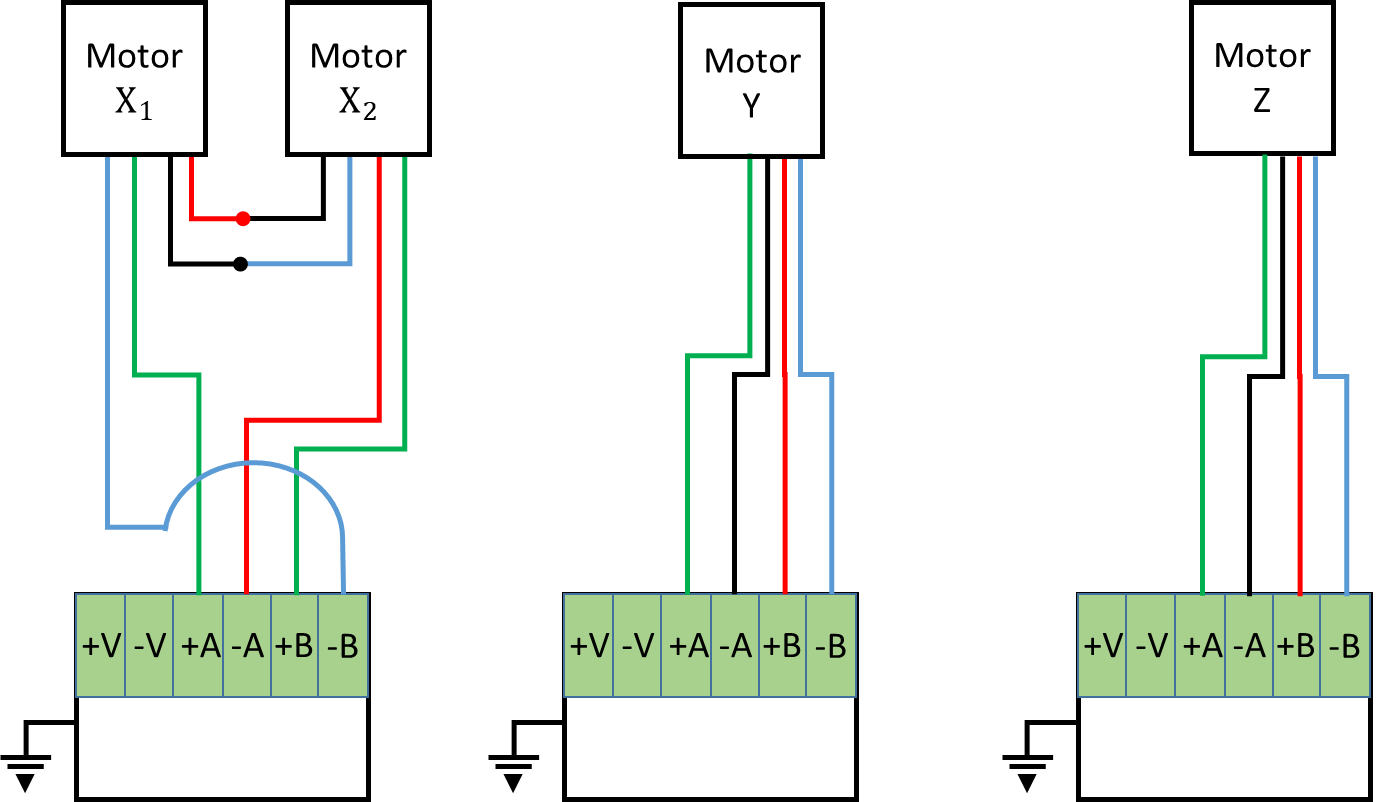 Motor
X₁
Motor
X₂
Motor
Y
Motor
Z
+V -V +A -A +B -B
+V -V +A -A +B -B
+V -V +A -A +B -B